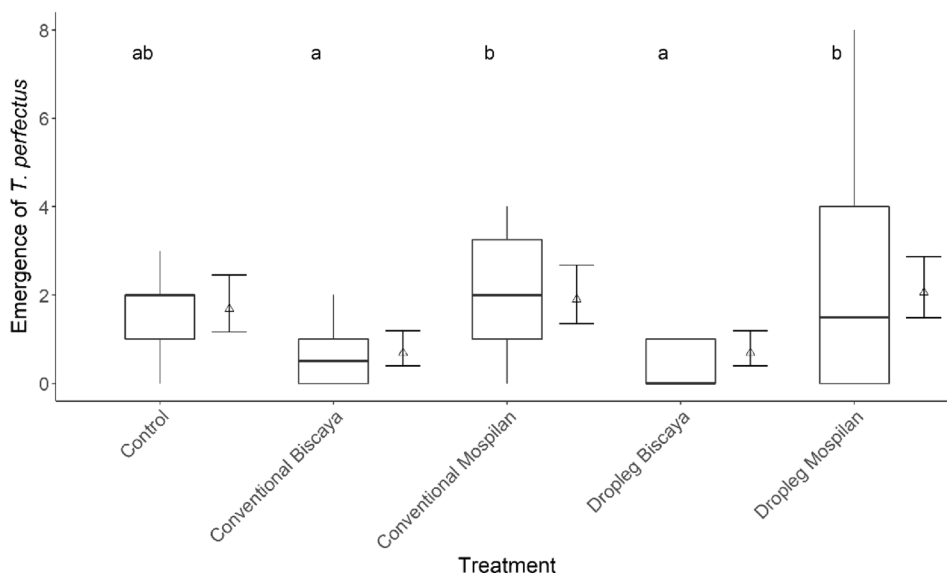 8
ab a b a b
6
4
2
0
Emergence of T. perfectus
Control
Conventional Biscaya
Conventional Mospilan
Dropleg Biscaya
Dropleg Mospilan
Treatment